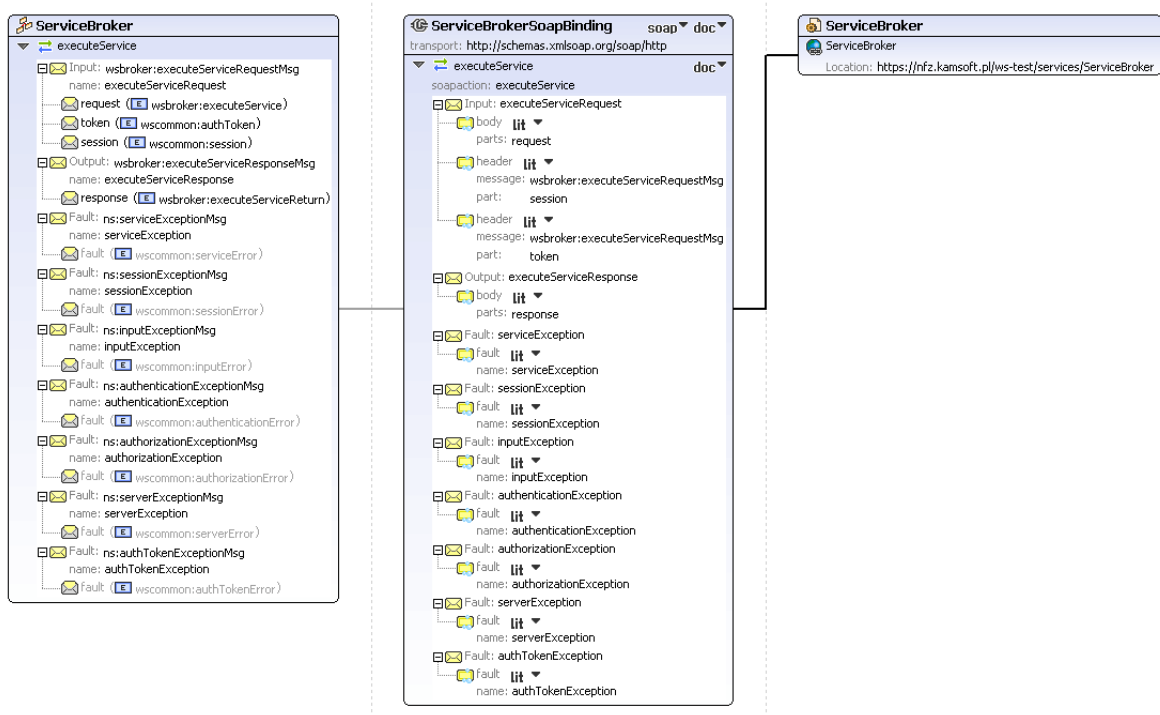 ServiceBroker
executeService
Input: wsbroker:executeServiceRequestMsg
name: executeServiceRequest
request (E wsbroker:executeService)
token (E wscommon:authToken)
session (E wscommon:session)
Output: wsbroker:executeServiceResponseMsg
name: executeServiceResponse
response (E wsbroker:executeServiceReturn)
Fault: ns:serviceExceptionMsg
name: serviceException
fault (E wscommon:serviceError)
Fault: ns:sessionExceptionMsg
name: sessionException
fault (E wscommon:sessionError)
Fault: ns:inputExceptionMsg
name: inputException
fault (E wscommon:inputError)
Fault: ns:authenticationExceptionMsg
name: authenticationException
fault (E wscommon:authenticationError)
Fault: ns:authorizationExceptionMsg
name: authorizationException
fault (E wscommon:authorizationError)
Fault: ns:serverExceptionMsg
name: serverException
fault (E wscommon:serverError)
Fault: ns:authTokenExceptionMsg
name: authTokenException
fault (E wscommon:authTokenError)
ServiceBrokerSoapBinding soap doc
transport: http://schemas.xmlsoap.org/soap/http
executeService doc
soapaction: executeService
Input: executeServiceRequest
body lit
parts: request
header lit
message: wsbroker:executeServiceRequestMsg
part: session
header lit
message: wsbroker:executeServiceRequestMsg
part: token
Output: executeServiceResponse
body lit
parts: response
Fault: serviceException
fault lit
name: serviceException
Fault: sessionException
fault lit
name: sessionException
Fault: inputException
fault lit
name: inputException
Fault: authenticationException
fault lit
name: authenticationException
Fault: authorizationException
fault lit
name: authorizationException
Fault: serverException
fault lit
name: serverException
Fault: authTokenException
fault lit
name: authTokenException
ServiceBroker
ServiceBroker
Location: https://nfz.kamsoft.pl/ws-test/services/ServiceBroker